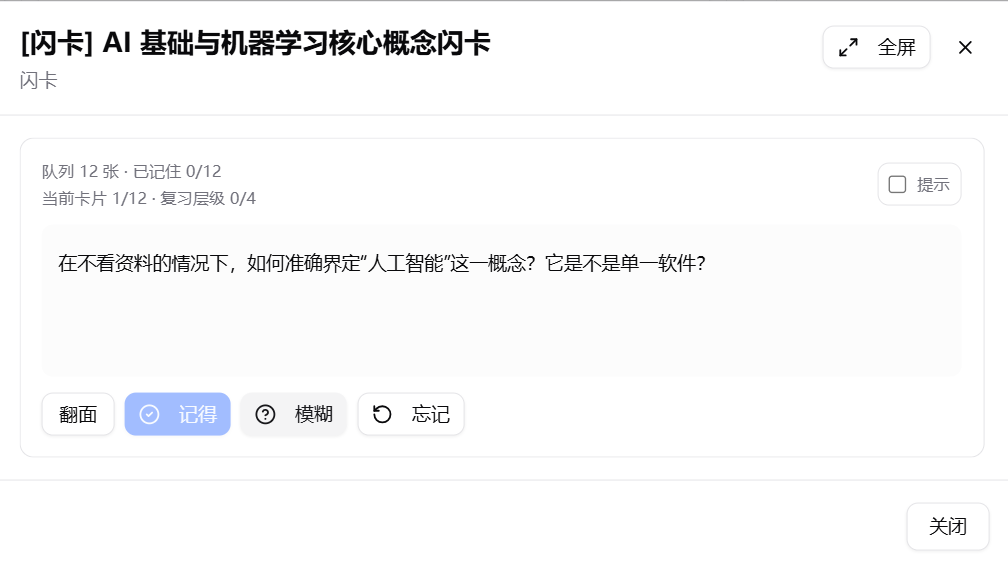 [闪卡] AI 基础与机器学习核心概念闪卡
全屏
闪卡
队列 12 张 · 已记住 0/12
当前卡片 1/12 · 复习层级 0/4
提示
在不看资料的情况下，如何准确界定“人工智能”这一概念？它是不是单一软件？
翻面
记得
模糊
忘记
关闭